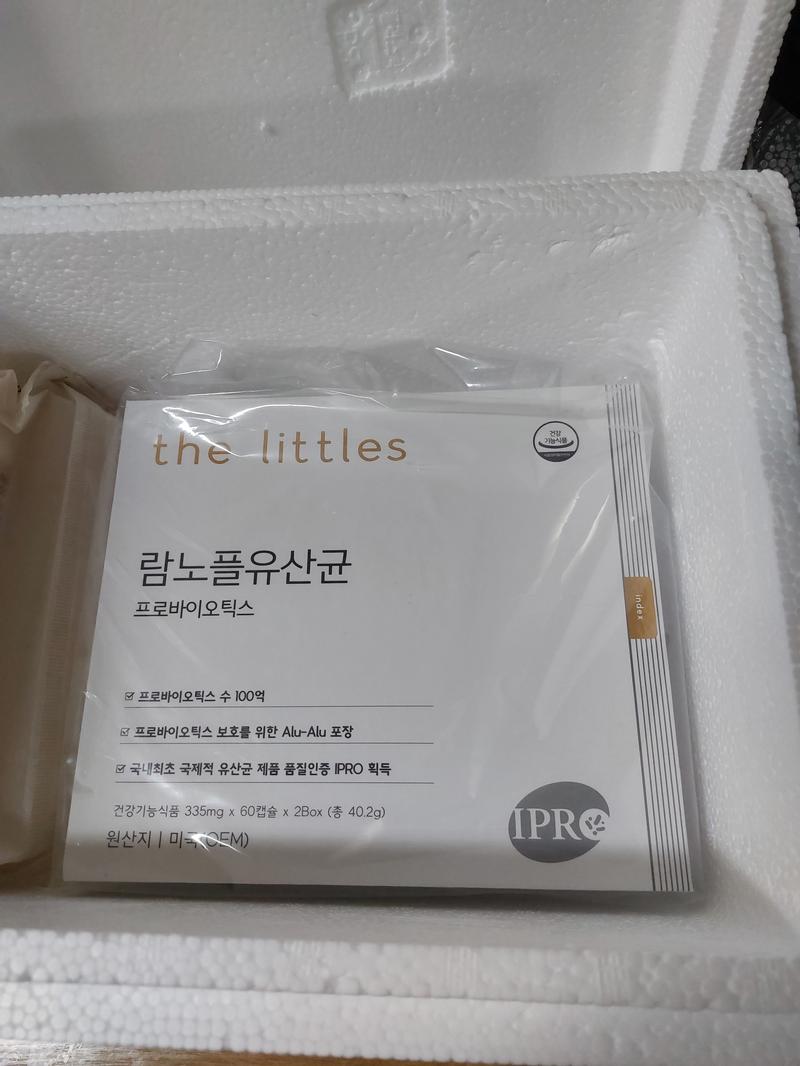 the littles
건강
기능식품
람노플유산균
프로바이오틱스
index
☑ 프로바이오틱스 수 100억
☑ 프로바이오틱스 보호를 위한 Alu-Alu 포장
☑ 국내최초 국제적 유산균 제품 품질인증 IPRO 획득
건강기능식품 335mg x 60캡슐 x 2Box (총 40.2g)
원산지 | 미국(OEM)
IPRO